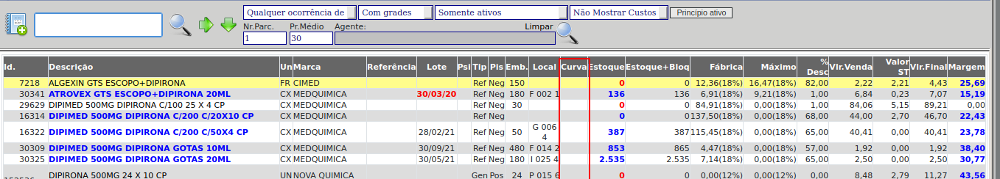 Qualquer ocorrência de Com grades Somente ativos Não Mostrar Custos Princípio ativo
Nr.Parc. Pr.Médio Agente: Limpar
1 30
Id. Descrição Un Marca Referência Lote Psi Tip Pis Emb. Local Curva Estoque Estoque+Bloq Fábrica Máximo % Desc Vlr.Venda Valor ST Vlr.Final Margem
7218 ALGEXIN GTS ESCOPO+DIPIRONA FR CIMED Ref Neg 150 0 0 12,36(18%) 16,47(18%) 82,00 2,22 2,21 4,43 25,69
30341 ATROVEX GTS ESCOPO+DIPIRONA 20ML CX MEDQUIMICA 30/03/20 Ref Neg 180 F 002 1 136 136 6,91(18%) 9,21(18%) 1,00 6,84 0,23 7,07 15,19
29629 DIPIMED 500MG DIPIRONA C/100 25 X 4 CP CX MEDQUIMICA Ref Neg 30 0 0 84,91(18%) 0,00(18%) 1,00 84,06 5,15 89,21 0,00
16314 DIPIMED 500MG DIPIRONA C/200 C/20X10 CP CX MEDQUIMICA Ref Neg 0 0 137,50(18%) 0,00(18%) 68,00 44,00 2,70 46,70 22,43
16322 DIPIMED 500MG DIPIRONA C/200 C/50X4 CP CX MEDQUIMICA 28/02/21 Ref Neg 50 G 006 4 387 387 115,45(18%) 0,00(18%) 65,00 40,41 0,00 40,41 23,78
30309 DIPIMED 500MG DIPIRONA GOTAS 10ML CX MEDQUIMICA 30/09/21 Ref Neg 480 F 014 2 853 865 4,47(18%) 0,00(18%) 57,00 1,92 0,00 1,92 38,40
30325 DIPIMED 500MG DIPIRONA GOTAS 20ML CX MEDQUIMICA 30/05/21 Ref Neg 180 I 025 4 2.535 2.535 7,14(18%) 0,00(18%) 65,00 2,50 0,00 2,50 30,77
DIPIRONA 500MG 24 X 10 CP UN NOVA QUIMICA Gen Pos 24 P 015 6 0 0 0,00(12%) 0,00(12%) 0,00 8,48 2,79 11,27 43,56